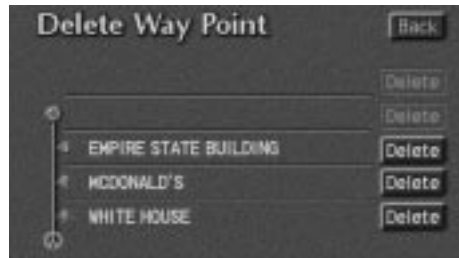 Delete Way Point Back
Delete
Delete
EMPIRE STATE BUILDING Delete
MCDONALD'S Delete
WHITE HOUSE Delete